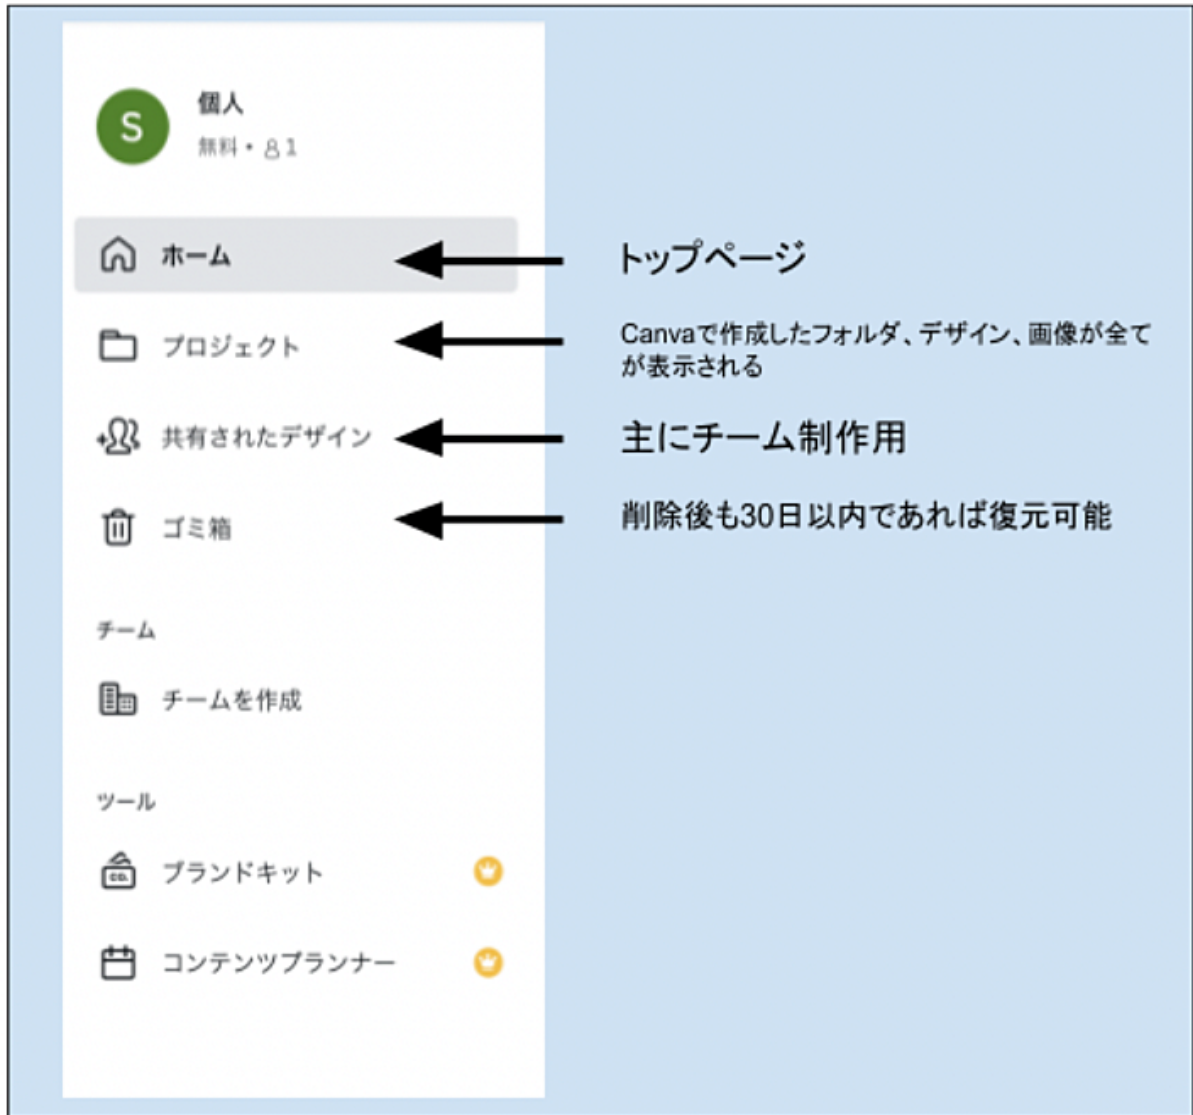 S
個人
無料・1
ホーム
トップページ
プロジェクト
Canvaで作成したフォルダ、デザイン、画像が全て
が表示される
共有されたデザイン
主にチーム制作用
ゴミ箱
削除後も30日以内であれば復元可能
チーム
チームを作成
ツール
CO.
ブランドキット
コンテンツプランナー